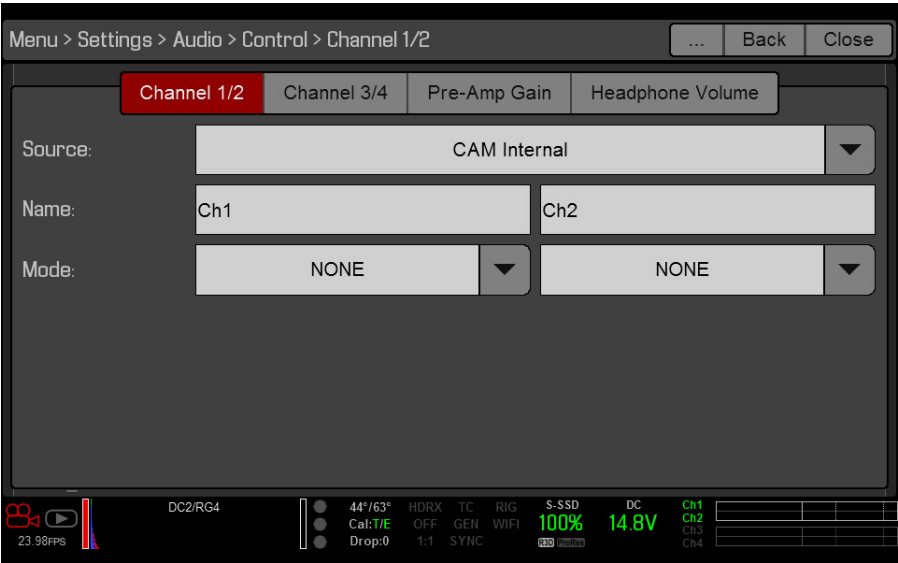 Menu > Settings > Audio > Control > Channel 1/2
... Back Close
Channel 1/2 Channel 3/4 Pre-Amp Gain Headphone Volume
Source: CAM Internal
Name: Ch1 Ch2
Mode: NONE NONE
DC2/RG4 44°/63° HDRX TC RIG S-SSD DC Ch1
Cal:T/E OFF GEN WIFI 100% 14.8V Ch2
23.98FPS Drop:0 1:1 SYNC R3D ProRes Ch3
Ch4